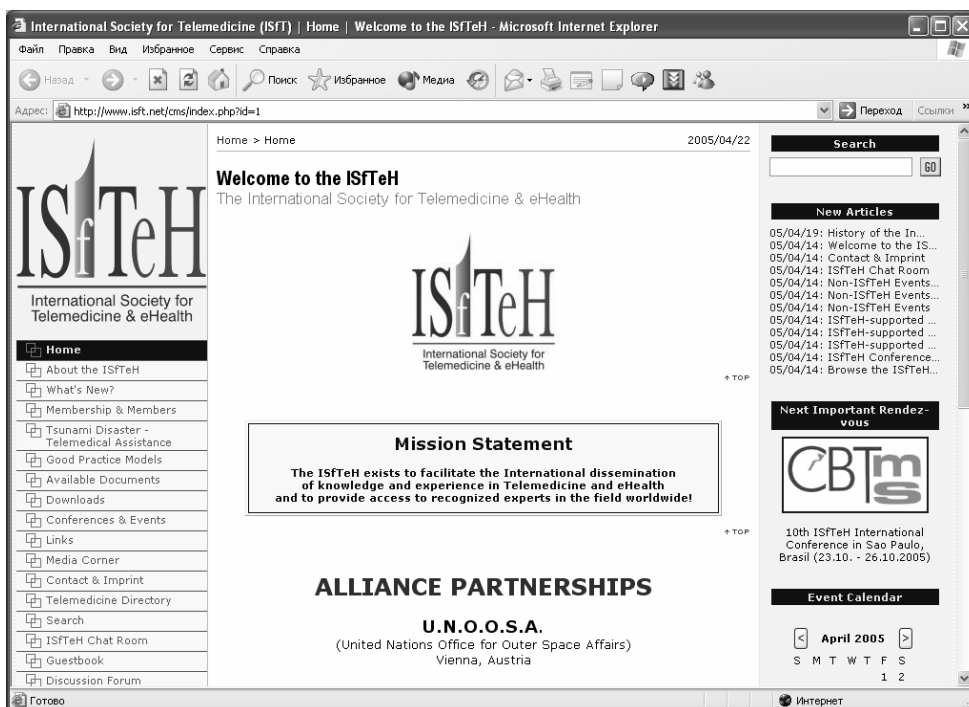 International Society for Telemedicine (ISfT) | Home | Welcome to the ISfTeH - Microsoft Internet Explorer
Файл Правка Вид Избранное Сервис Справка
Назад Поиск Избранное Медиа
Адрес: http://www.isft.net/cms/index.php?id=1 Переход Ссылки »
ISfTeH
International Society for
Telemedicine & eHealth
Home
About the ISfTeH
What's New?
Membership & Members
Tsunami Disaster -
Telemedical Assistance
Good Practice Models
Available Documents
Downloads
Conferences & Events
Links
Media Corner
Contact & Imprint
Telemedicine Directory
Search
ISfTeH Chat Room
Guestbook
Discussion Forum
Home > Home 2005/04/22
Welcome to the ISfTeH
The International Society for Telemedicine & eHealth
ISfTeH
International Society for
Telemedicine & eHealth
↑ TOP
Mission Statement
The ISfTeH exists to facilitate the International dissemination
of knowledge and experience in Telemedicine and eHealth
and to provide access to recognized experts in the field worldwide!
↑ TOP
ALLIANCE PARTNERSHIPS
U.N.O.O.S.A.
(United Nations Office for Outer Space Affairs)
Vienna, Austria
Search
GO
New Articles
05/04/19: History of the In...
05/04/14: Welcome to the IS...
05/04/14: Contact & Imprint
05/04/14: ISfTeH Chat Room
05/04/14: Non-ISfTeH Events...
05/04/14: Non-ISfTeH Events...
05/04/14: Non-ISfTeH Events
05/04/14: ISfTeH-supported ...
05/04/14: ISfTeH-supported ...
05/04/14: ISfTeH-supported ...
05/04/14: ISfTeH Conference...
05/04/14: Browse the ISfTeH...
Next Important Rendez-
vous
CBTms
10th ISfTeH International
Conference in Sao Paulo,
Brasil (23.10. - 26.10.2005)
Event Calendar
< April 2005 >
S M T W T F S
1 2
Готово Интернет